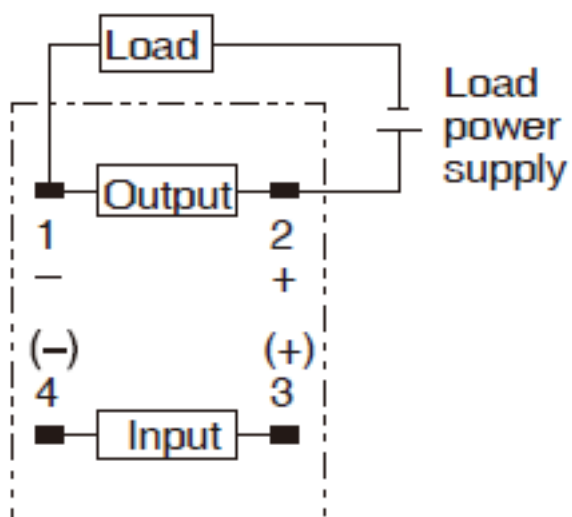 Load
Load
power
supply
Output
1 2
− +
(−) (+)
4 3
Input